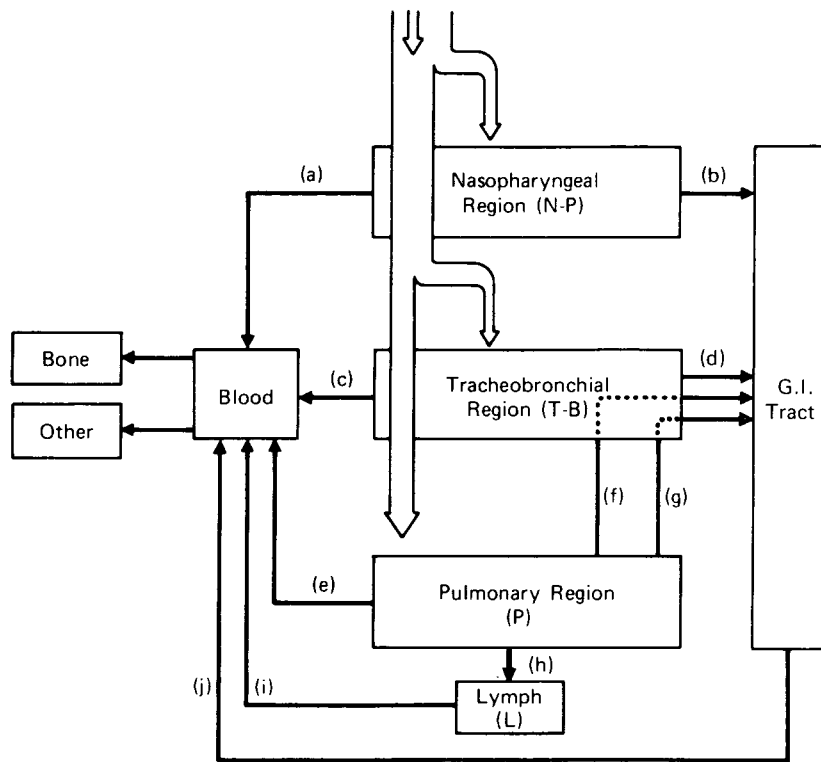 (a)
Nasopharyngeal
Region (N-P)
(b)
Bone
Other
Blood
(c)
Tracheobronchial
Region (T-B)
(d)
G.I.
Tract
(f)
(g)
(e)
Pulmonary Region
(P)
(h)
(j)
(i)
Lymph
(L)